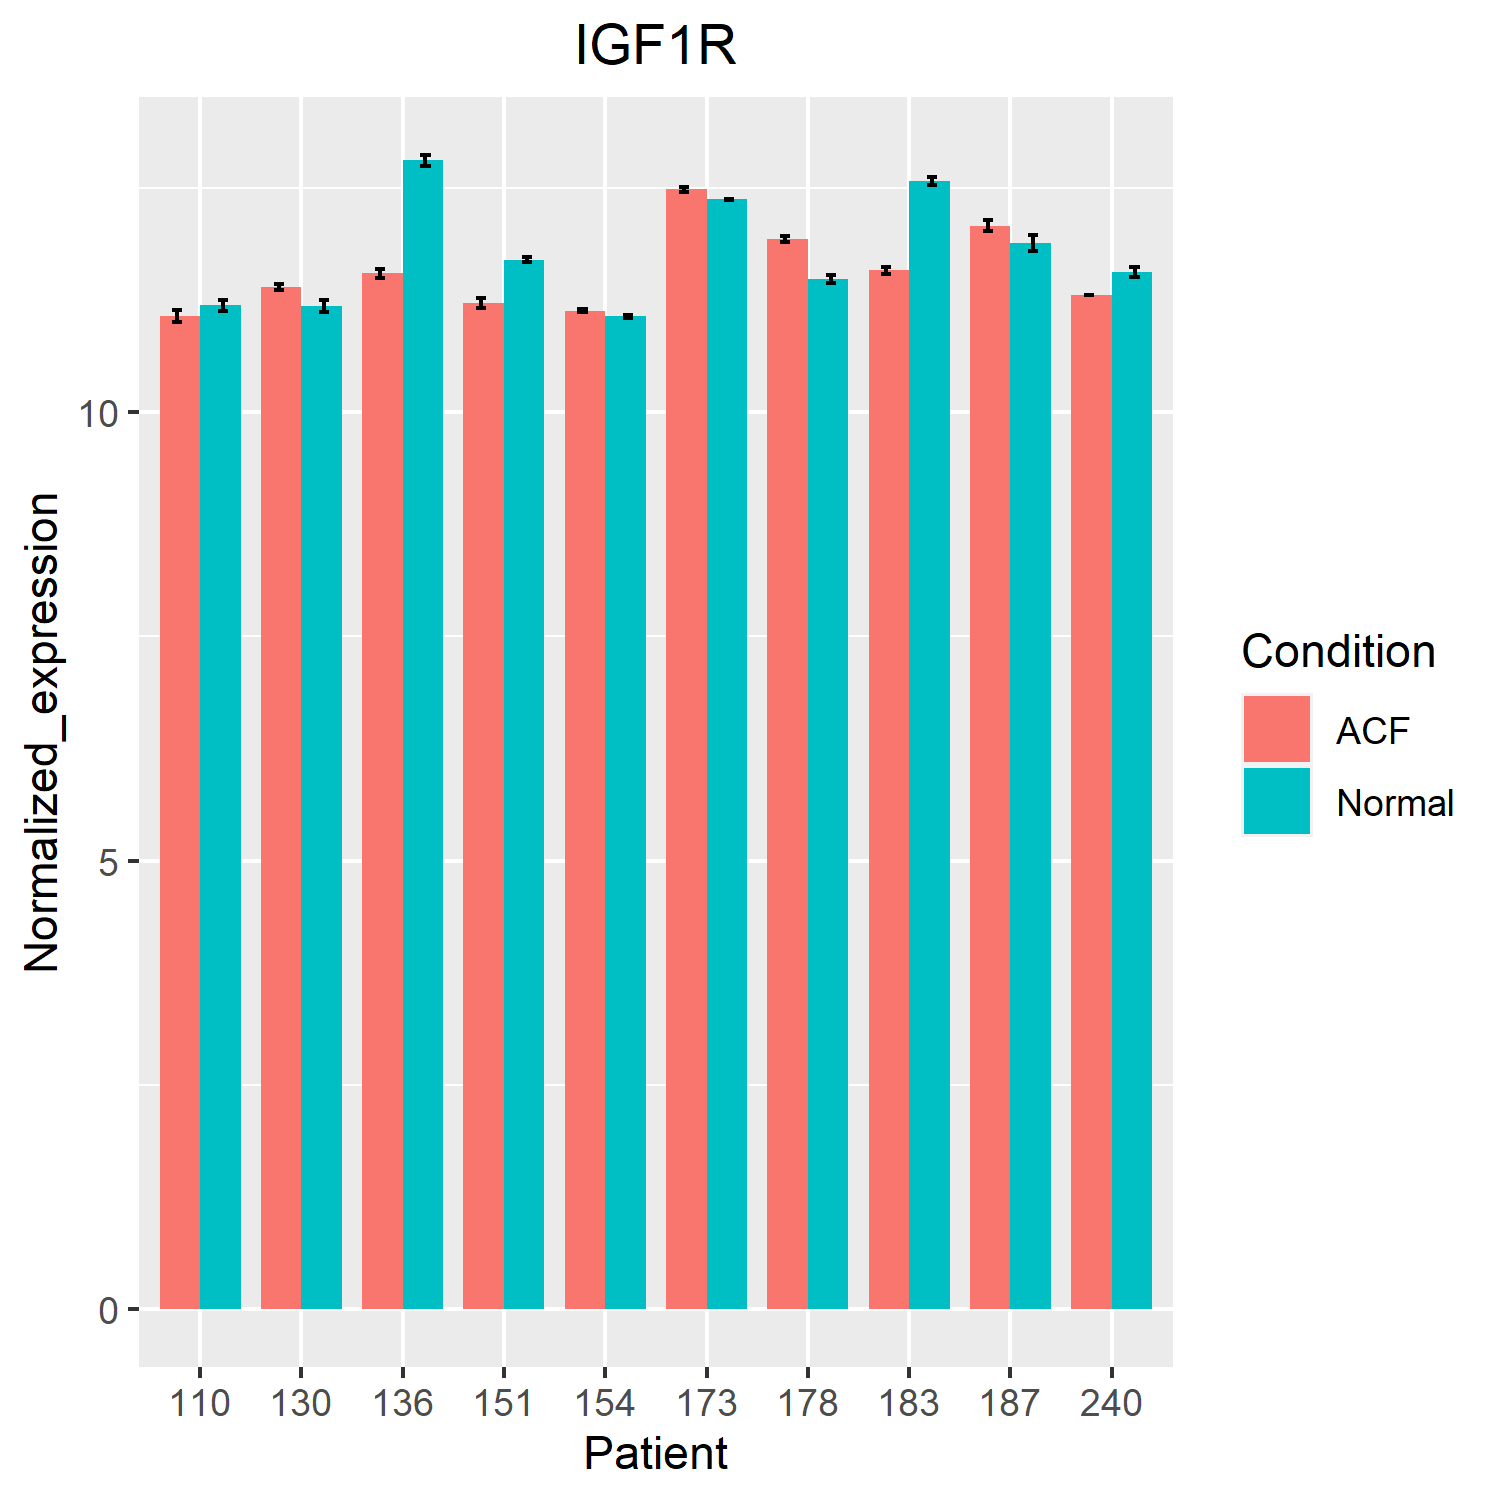 IGF1R
Normalized_expression
10
5
0
110 130 136 151 154 173 178 183 187 240
Patient
Condition
ACF
Normal